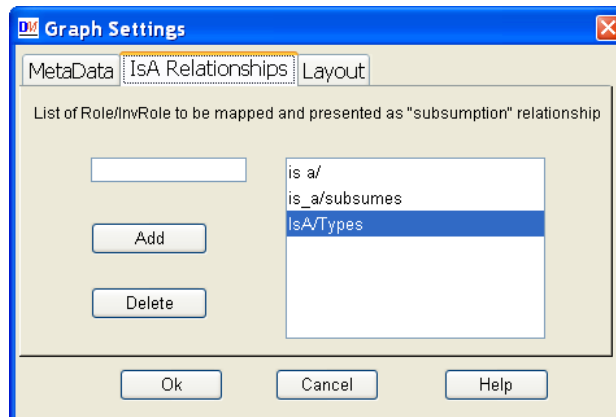 DV Graph Settings
MetaData IsA Relationships Layout
List of Role/InvRole to be mapped and presented as "subsumption" relationship
is a/
is_a/subsumes
IsA/Types
Add
Delete
Ok Cancel Help